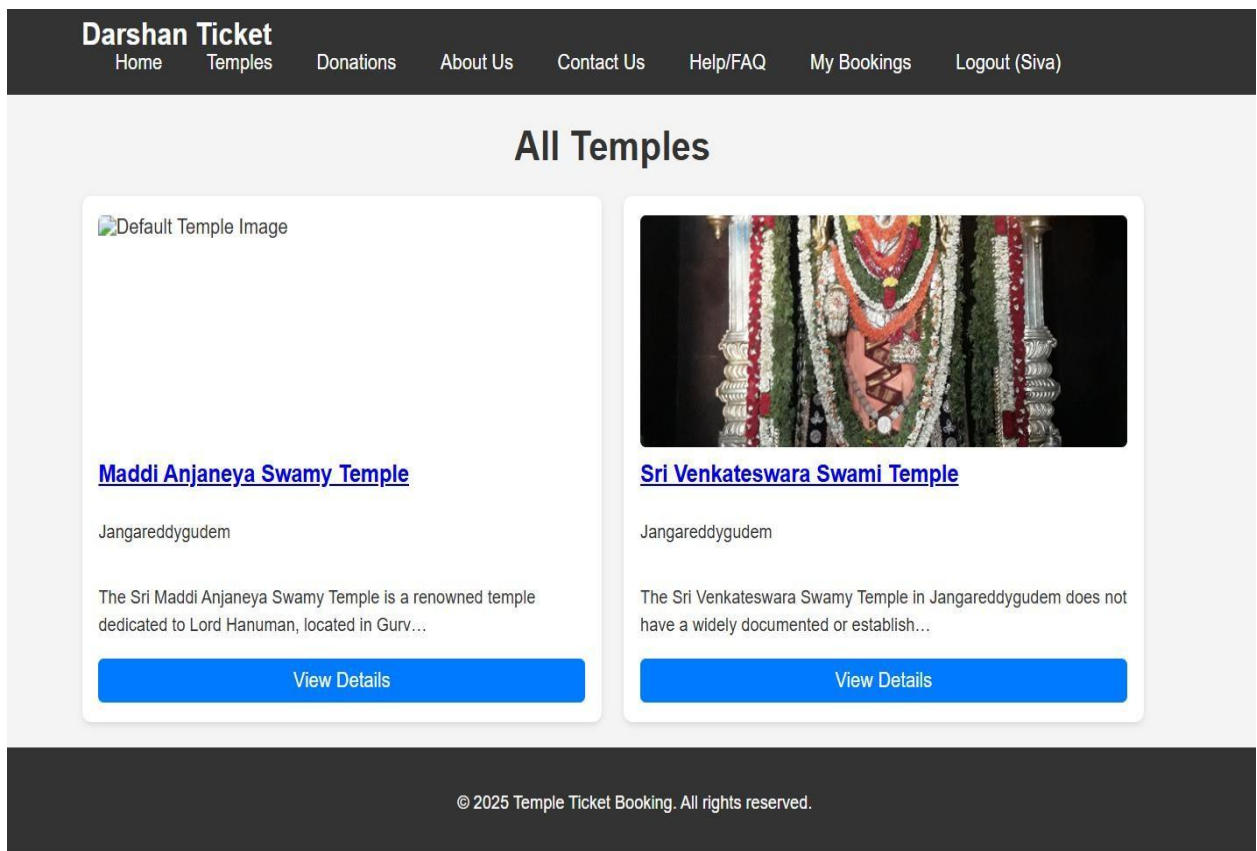 Darshan Ticket
Home Temples Donations About Us Contact Us Help/FAQ My Bookings Logout (Siva)
All Temples
Default Temple Image
Maddi Anjaneya Swamy Temple
Jangareddygudem
The Sri Maddi Anjaneya Swamy Temple is a renowned temple
dedicated to Lord Hanuman, located in Gurv…
View Details
Sri Venkateswara Swami Temple
Jangareddygudem
The Sri Venkateswara Swamy Temple in Jangareddygudem does not
have a widely documented or establish…
View Details
© 2025 Temple Ticket Booking. All rights reserved.